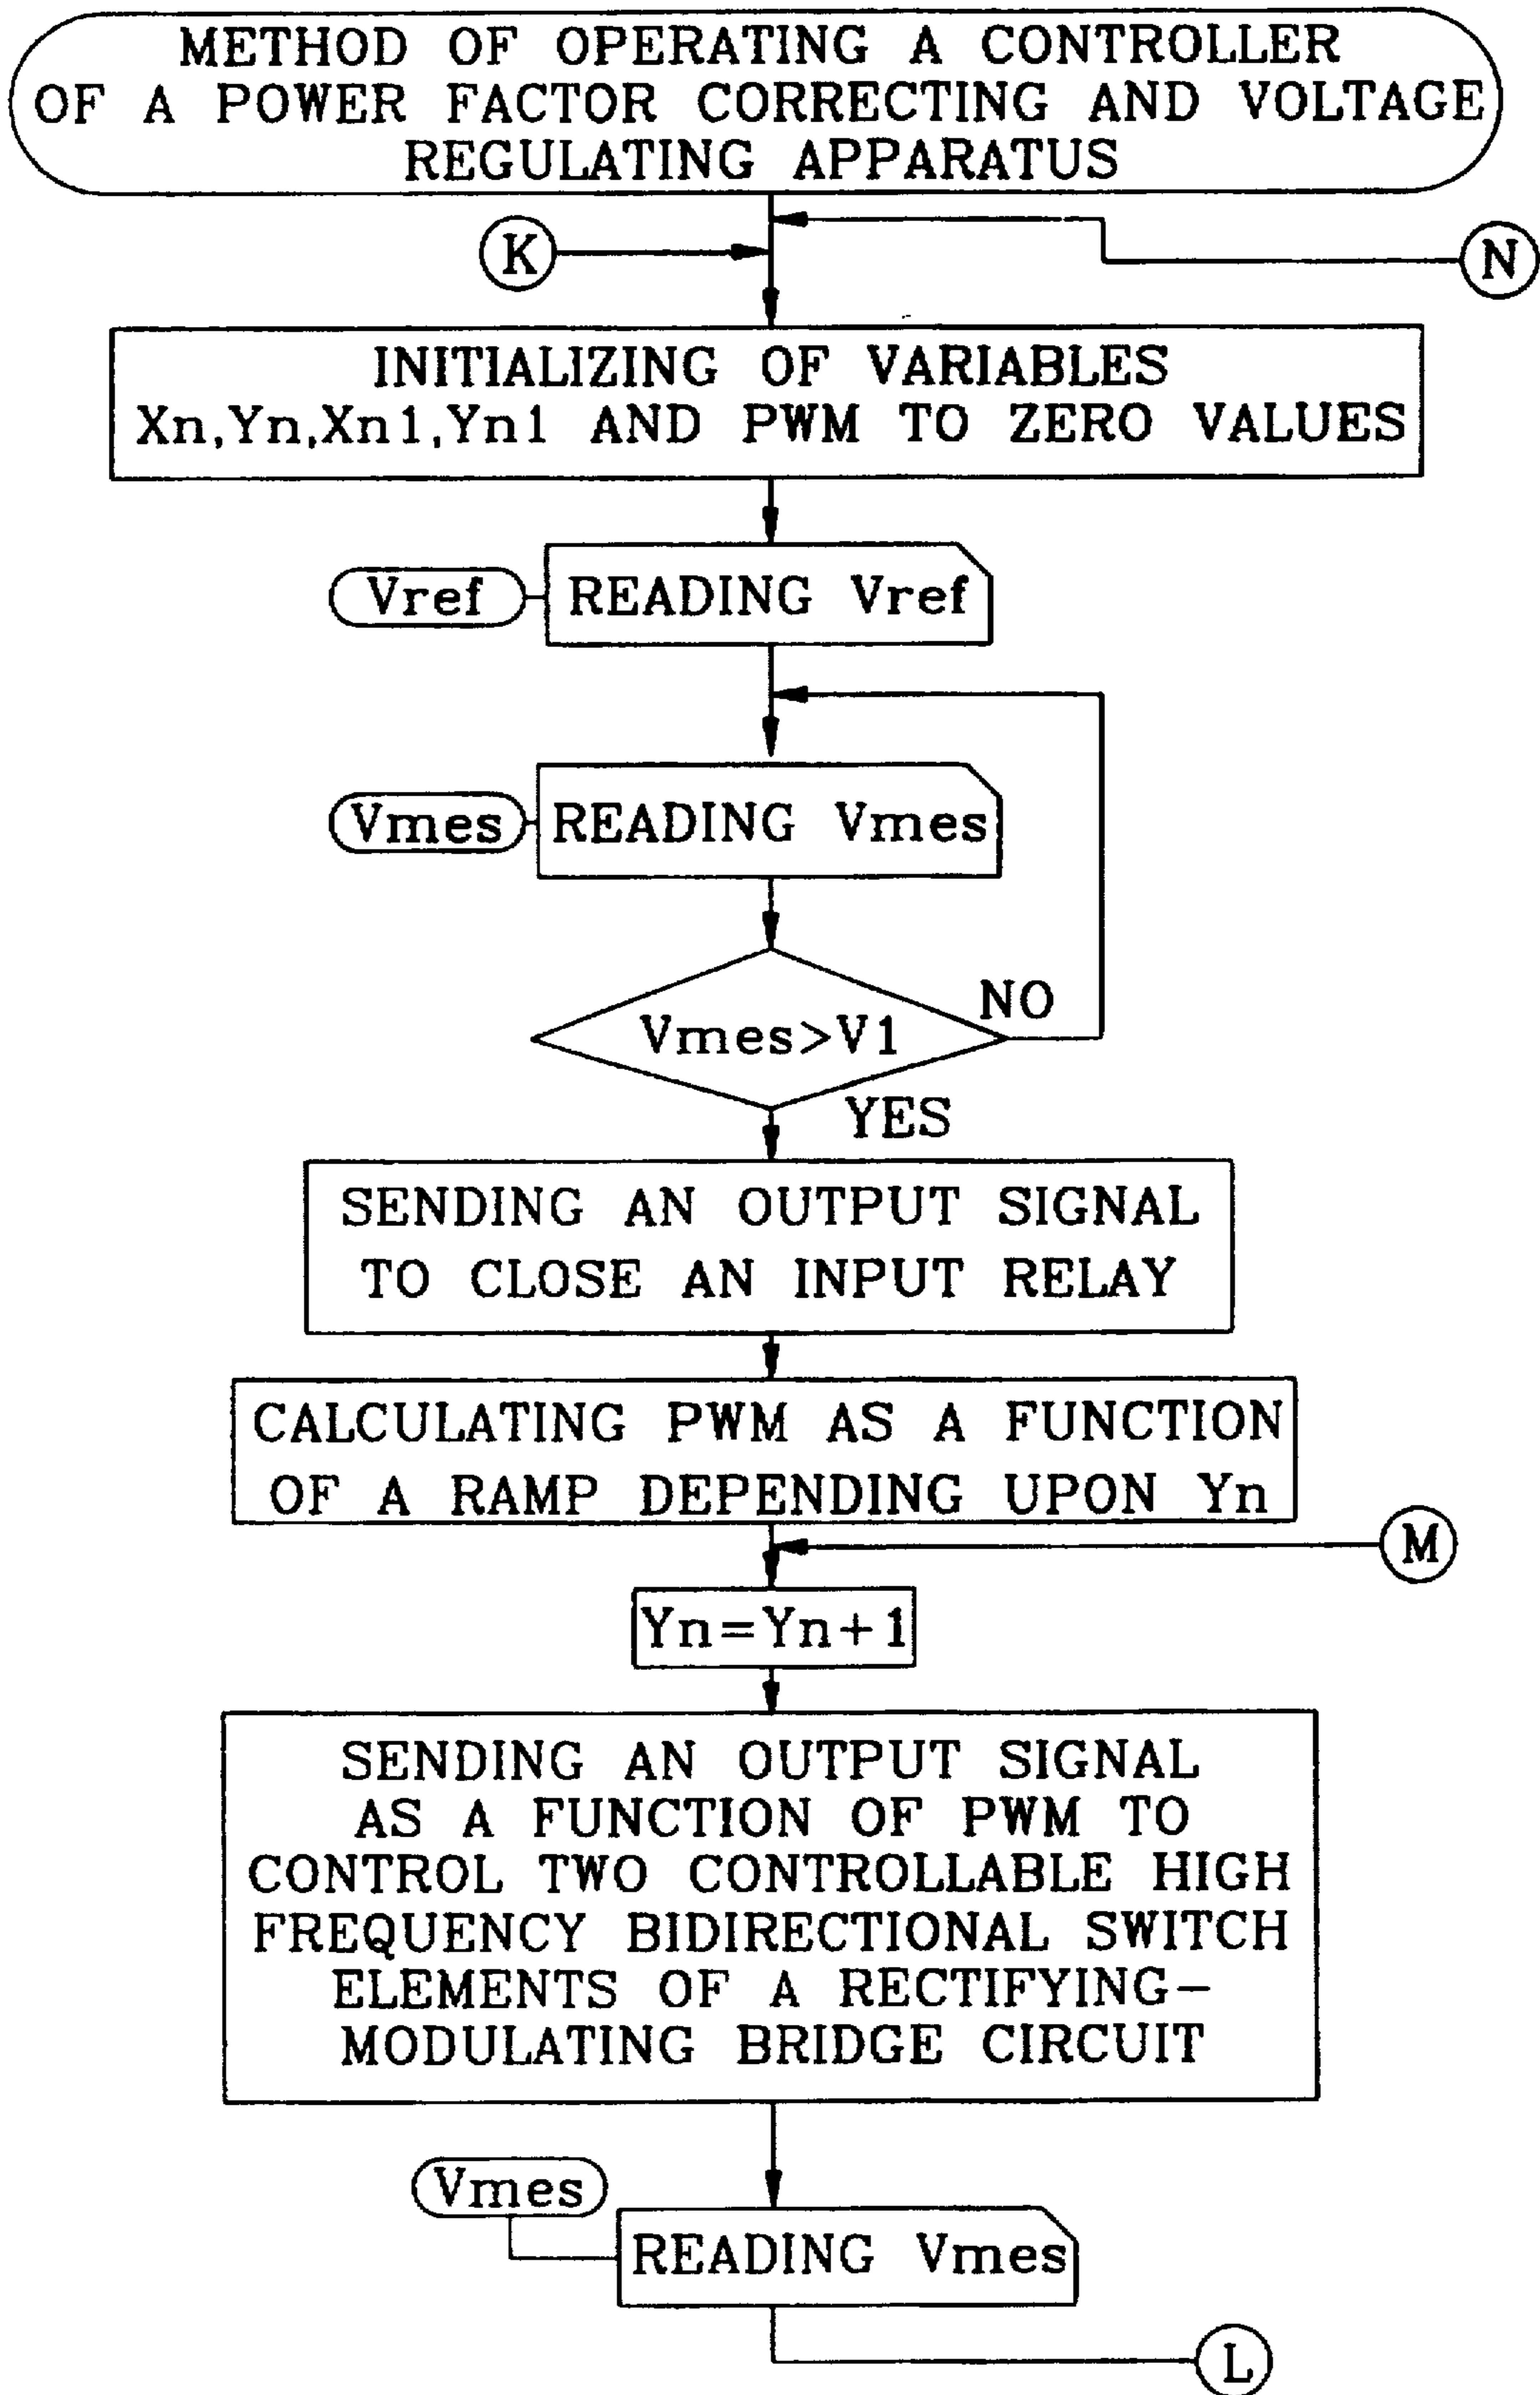 METHOD OF OPERATING A CONTROLLER
OF A POWER FACTOR CORRECTING AND VOLTAGE
REGULATING APPARATUS
K
N
INITIALIZING OF VARIABLES
Xn,Yn,Xn1,Yn1 AND PWM TO ZERO VALUES
Vref
READING Vref
Vmes
READING Vmes
NO
Vmes>V1
YES
SENDING AN OUTPUT SIGNAL
TO CLOSE AN INPUT RELAY
CALCULATING PWM AS A FUNCTION
OF A RAMP DEPENDING UPON Yn
M
Yn=Yn+1
SENDING AN OUTPUT SIGNAL
AS A FUNCTION OF PWM TO
CONTROL TWO CONTROLLABLE HIGH
FREQUENCY BIDIRECTIONAL SWITCH
ELEMENTS OF A RECTIFYING-
MODULATING BRIDGE CIRCUIT
Vmes
READING Vmes
L